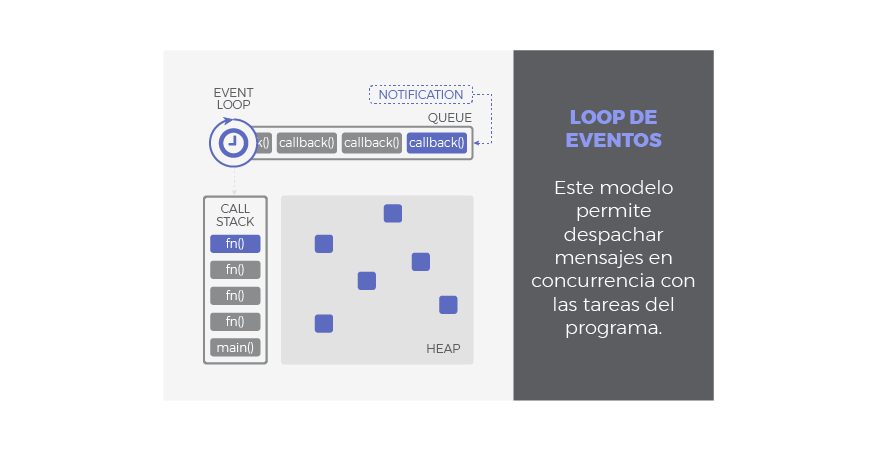 EVENT
LOOP
NOTIFICATION
QUEUE
k()
callback()
callback()
callback()
CALL
STACK
fn()
fn()
fn()
fn()
main()
HEAP
LOOP DE
EVENTOS
Este modelo
permite
despachar
mensajes en
concurrencia con
las tareas del
programa.